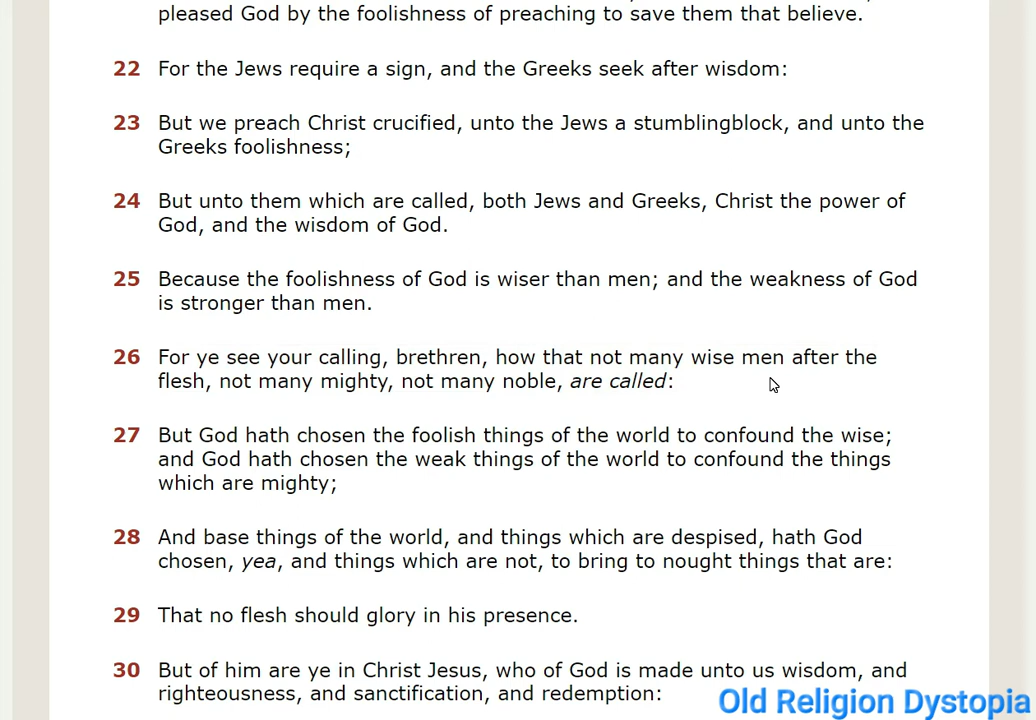 pleased God by the foolishness of preaching to save them that believe.
22 For the Jews require a sign, and the Greeks seek after wisdom:
23 But we preach Christ crucified, unto the Jews a stumblingblock, and unto the
Greeks foolishness;
24 But unto them which are called, both Jews and Greeks, Christ the power of
God, and the wisdom of God.
25 Because the foolishness of God is wiser than men; and the weakness of God
is stronger than men.
26 For ye see your calling, brethren, how that not many wise men after the
flesh, not many mighty, not many noble, are called:
27 But God hath chosen the foolish things of the world to confound the wise;
and God hath chosen the weak things of the world to confound the things
which are mighty;
28 And base things of the world, and things which are despised, hath God
chosen, yea, and things which are not, to bring to nought things that are:
29 That no flesh should glory in his presence.
30 But of him are ye in Christ Jesus, who of God is made unto us wisdom, and
righteousness, and sanctification, and redemption:
Old Religion Dystopia